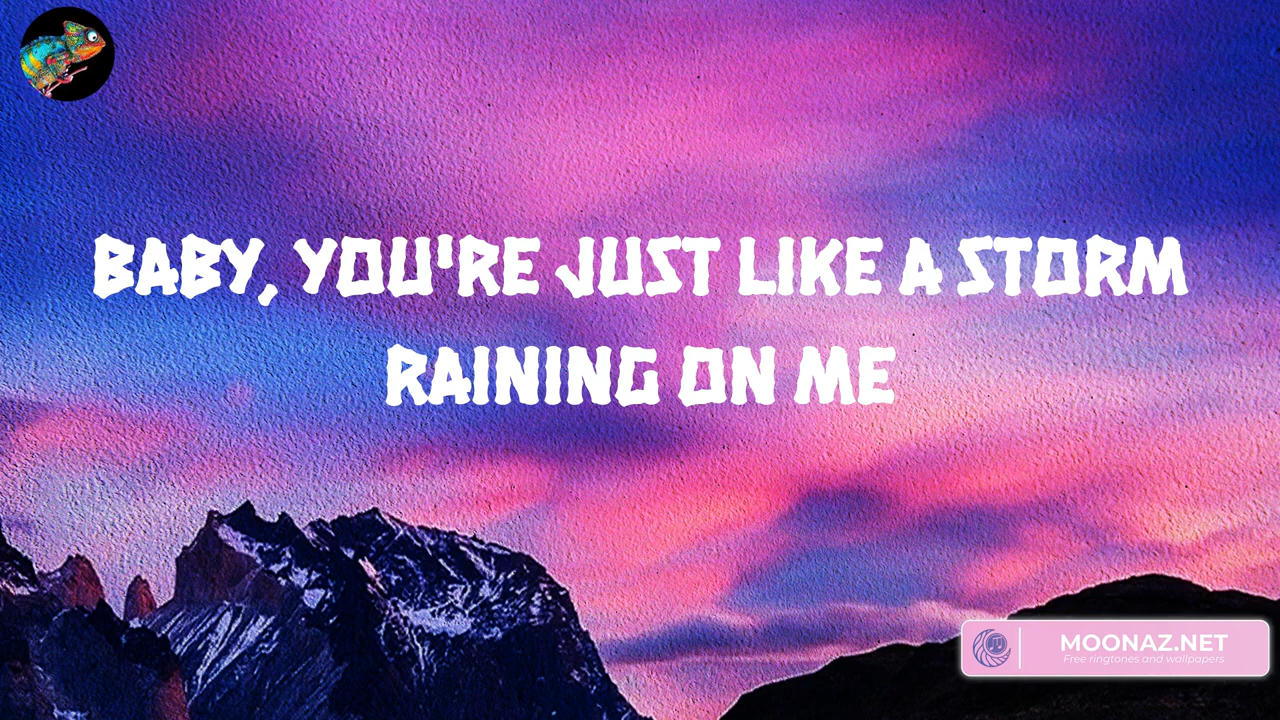 BABY, YOU'RE JUST LIKE A STORM
RAINING ON ME
MOONAZ.NET
Free ringtones and wallpapers